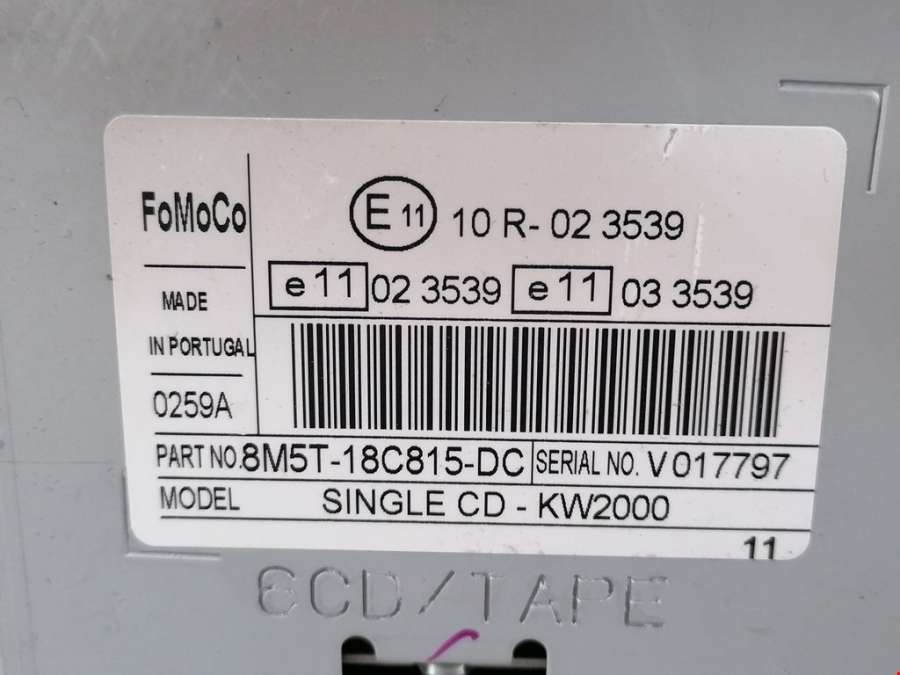 FoMoCo
E 11 10 R- 02 3539
e 11 02 3539 e 11 03 3539
MADE
IN PORTUGAL
0259A
PART NO.8M5T-18C815-DC SERIAL NO. V017797
MODEL SINGLE CD - KW2000
11
6CD/TAPE